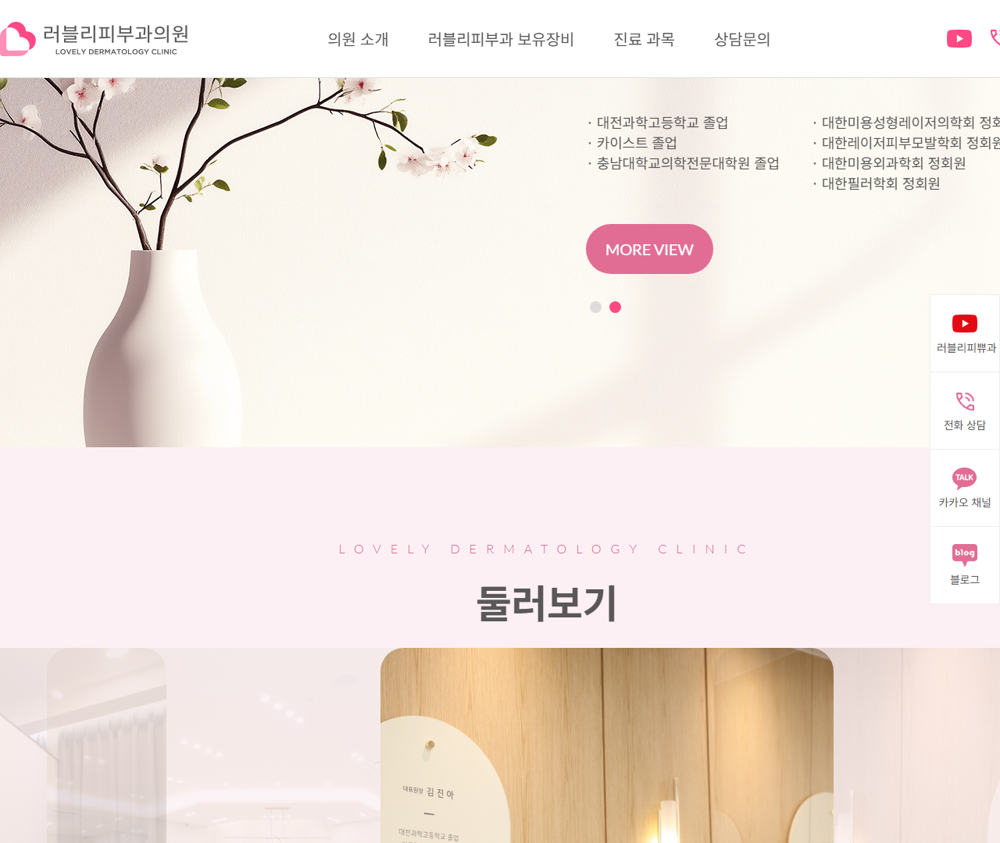 러블리피부과의원
LOVELY DERMATOLOGY CLINIC
의원 소개
러블리피부과 보유장비
진료 과목
상담문의
· 대전과학고등학교 졸업
· 카이스트 졸업
· 충남대학교의학전문대학원 졸업
· 대한미용성형레이저의학회
· 대한레이저피부모발학회 정회원
· 대한미용외과학회 정회원
· 대한필러학회 정회원
MORE VIEW
러블리피쀼과
전화 상담
TALK
카카오 채널
blog
블로그
LOVELY DERMATOLOGY CLINIC
둘러보기
대표원장 김진아
대전과학고등학교 졸업